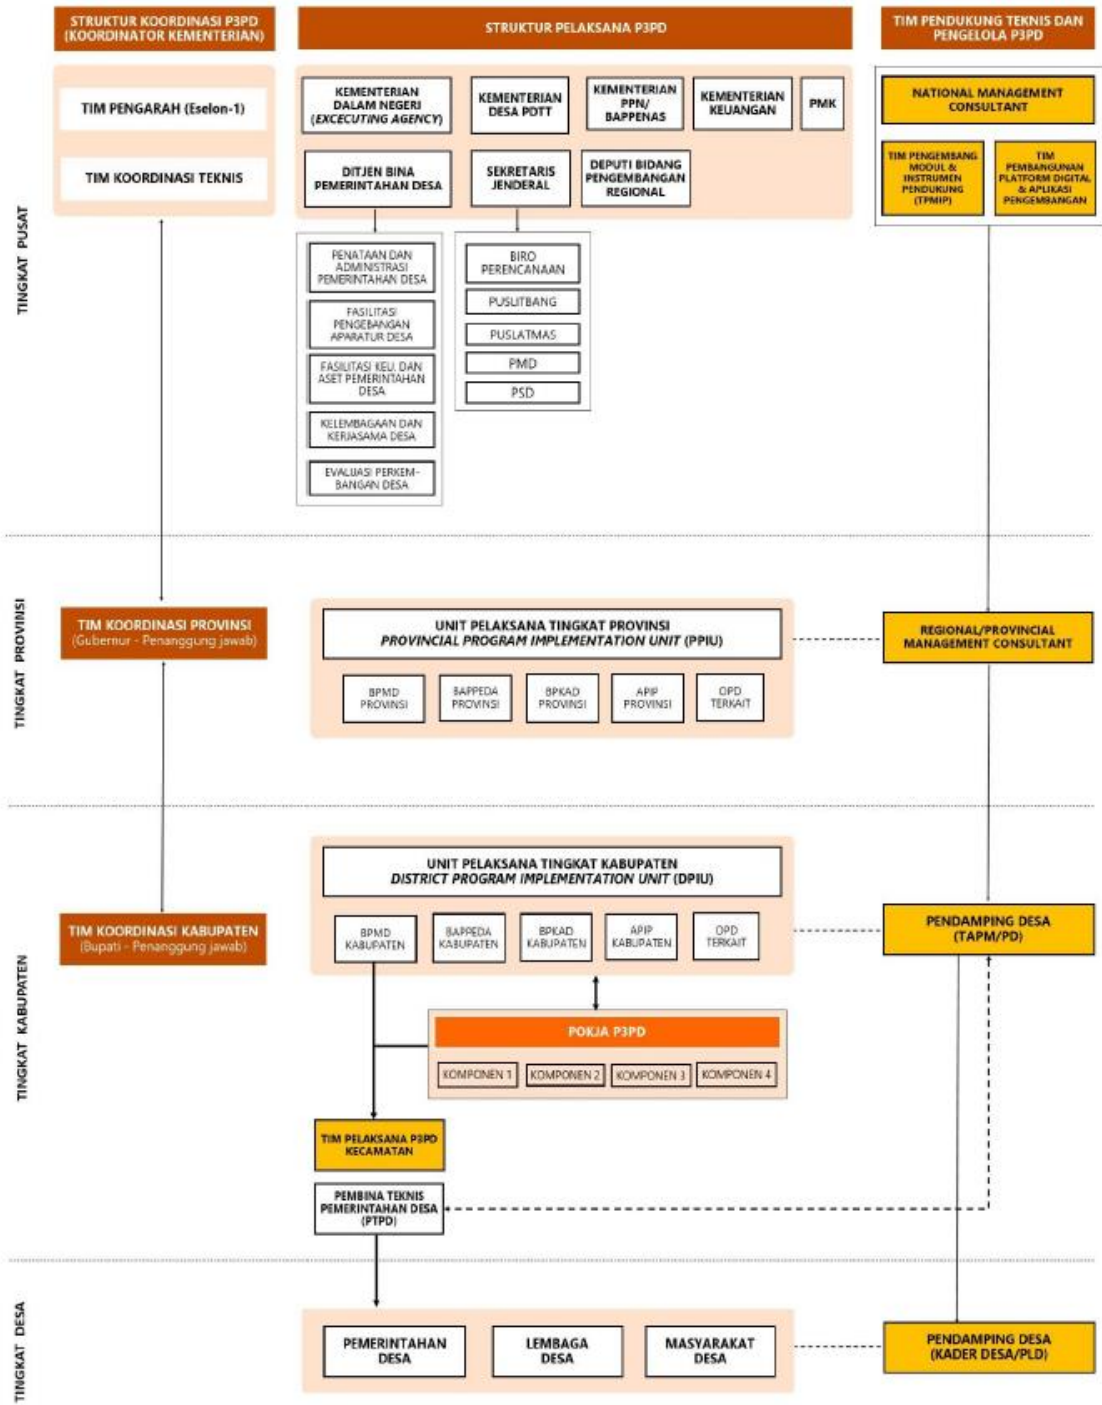 STRUKTUR KOORDINASI P3PD
(KOORDINATOR KEMENTERIAN)
STRUKTUR PELAKSANA P3PD
TIM PENDUKUNG TEKNIS DAN
PENGELOLA P3PD
TINGKAT PUSAT
TIM PENGARAH (Eselon-1)
TIM KOORDINASI TEKNIS
KEMENTERIAN
DALAM NEGERI
(EXCECUTING AGENCY)
KEMENTERIAN
DESA PDTT
KEMENTERIAN
PPN/
BAPPENAS
KEMENTERIAN
KEUANGAN
PMK
DITJEN BINA
PEMERINTAHAN DESA
SEKRETARIS
JENDERAL
DEPUTI BIDANG
PENGEMBANGAN
REGIONAL
NATIONAL MANAGEMENT
CONSULTANT
TIM PENGEMBANG
MODUL &
INSTRUMEN
PENDUKUNG
(TPMIP)
TIM
PEMBANGUNAN
PLATFORM DIGITAL
& APLIKASI
PENGEMBANGAN
PENATAAN DAN
ADMINISTRASI
PEMERINTAHAN DESA
FASILITASI
PENGEBANGAN
APARATUR DESA
FASILITASI KEU. DAN
ASET PEMERINTAHAN
DESA
KELEMBAGAAN DAN
KERJASAMA DESA
EVALUASI PERKEM-
BANGAN DESA
BIRO
PERENCANAAN
PUSLITBANG
PUSLATMAS
PMD
PSD
TINGKAT PROVINSI
TIM KOORDINASI PROVINSI
(Gubernur - Penanggung jawab)
UNIT PELAKSANA TINGKAT PROVINSI
PROVINCIAL PROGRAM IMPLEMENTATION UNIT (PPIU)
BPMD
PROVINSI
BAPPEDA
PROVINSI
BPKAD
PROVINSI
APIP
PROVINSI
OPD
TERKAIT
REGIONAL/PROVINCIAL
MANAGEMENT CONSULTANT
TINGKAT KABUPATEN
TIM KOORDINASI KABUPATEN
(Bupati - Penanggung jawab)
UNIT PELAKSANA TINGKAT KABUPATEN
DISTRICT PROGRAM IMPLEMENTATION UNIT (DPIU)
BPMD
KABUPATEN
BAPPEDA
KABUPATEN
BPKAD
KABUPATEN
APIP
KABUPATEN
OPD
TERKAIT
PENDAMPING DESA
(TAPM/PD)
POKJA P3PD
KOMPONEN 1
KOMPONEN 2
KOMPONEN 3
KOMPONEN 4
TIM PELAKSANA P3PD
KECAMATAN
PEMBINA TEKNIS
PEMERINTAHAN DESA
(PTPD)
TINGKAT DESA
PEMERINTAHAN
DESA
LEMBAGA
DESA
MASYARAKAT
DESA
PENDAMPING DESA
(KADER DESA/PLD)